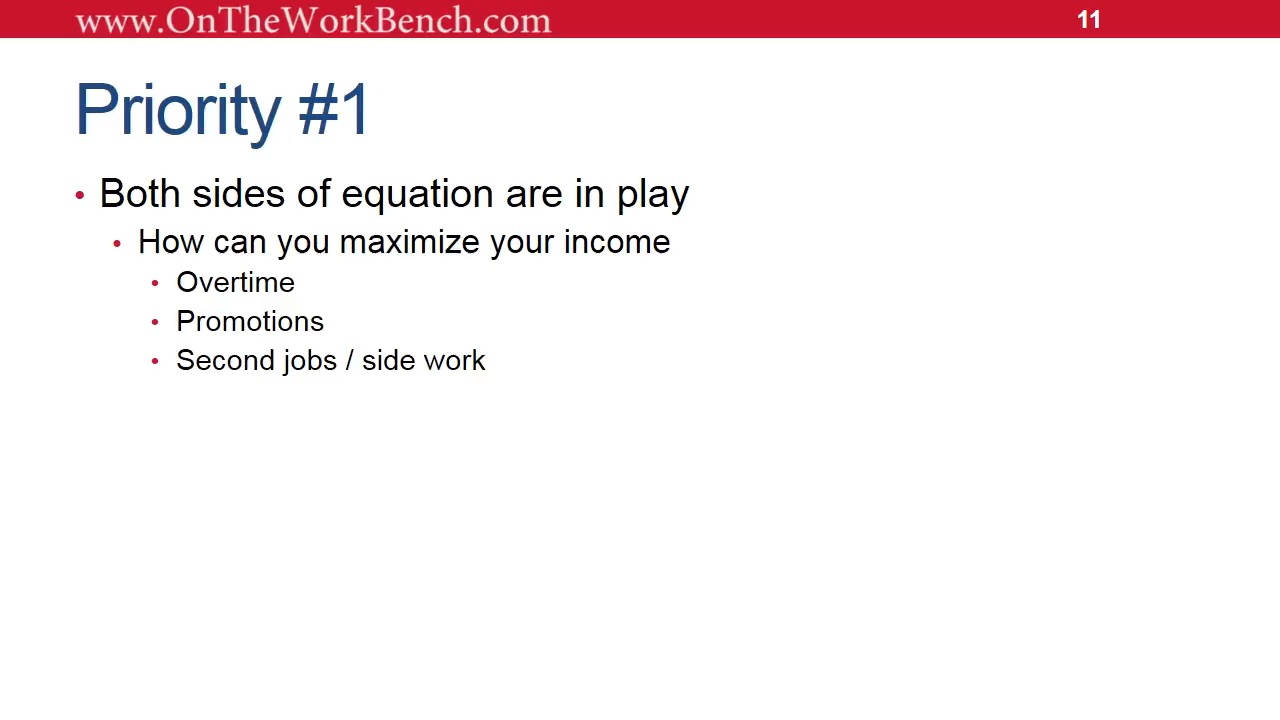 www.OnTheWorkBench.com
11
Priority #1
• Both sides of equation are in play
• How can you maximize your income
• Overtime
• Promotions
• Second jobs / side work